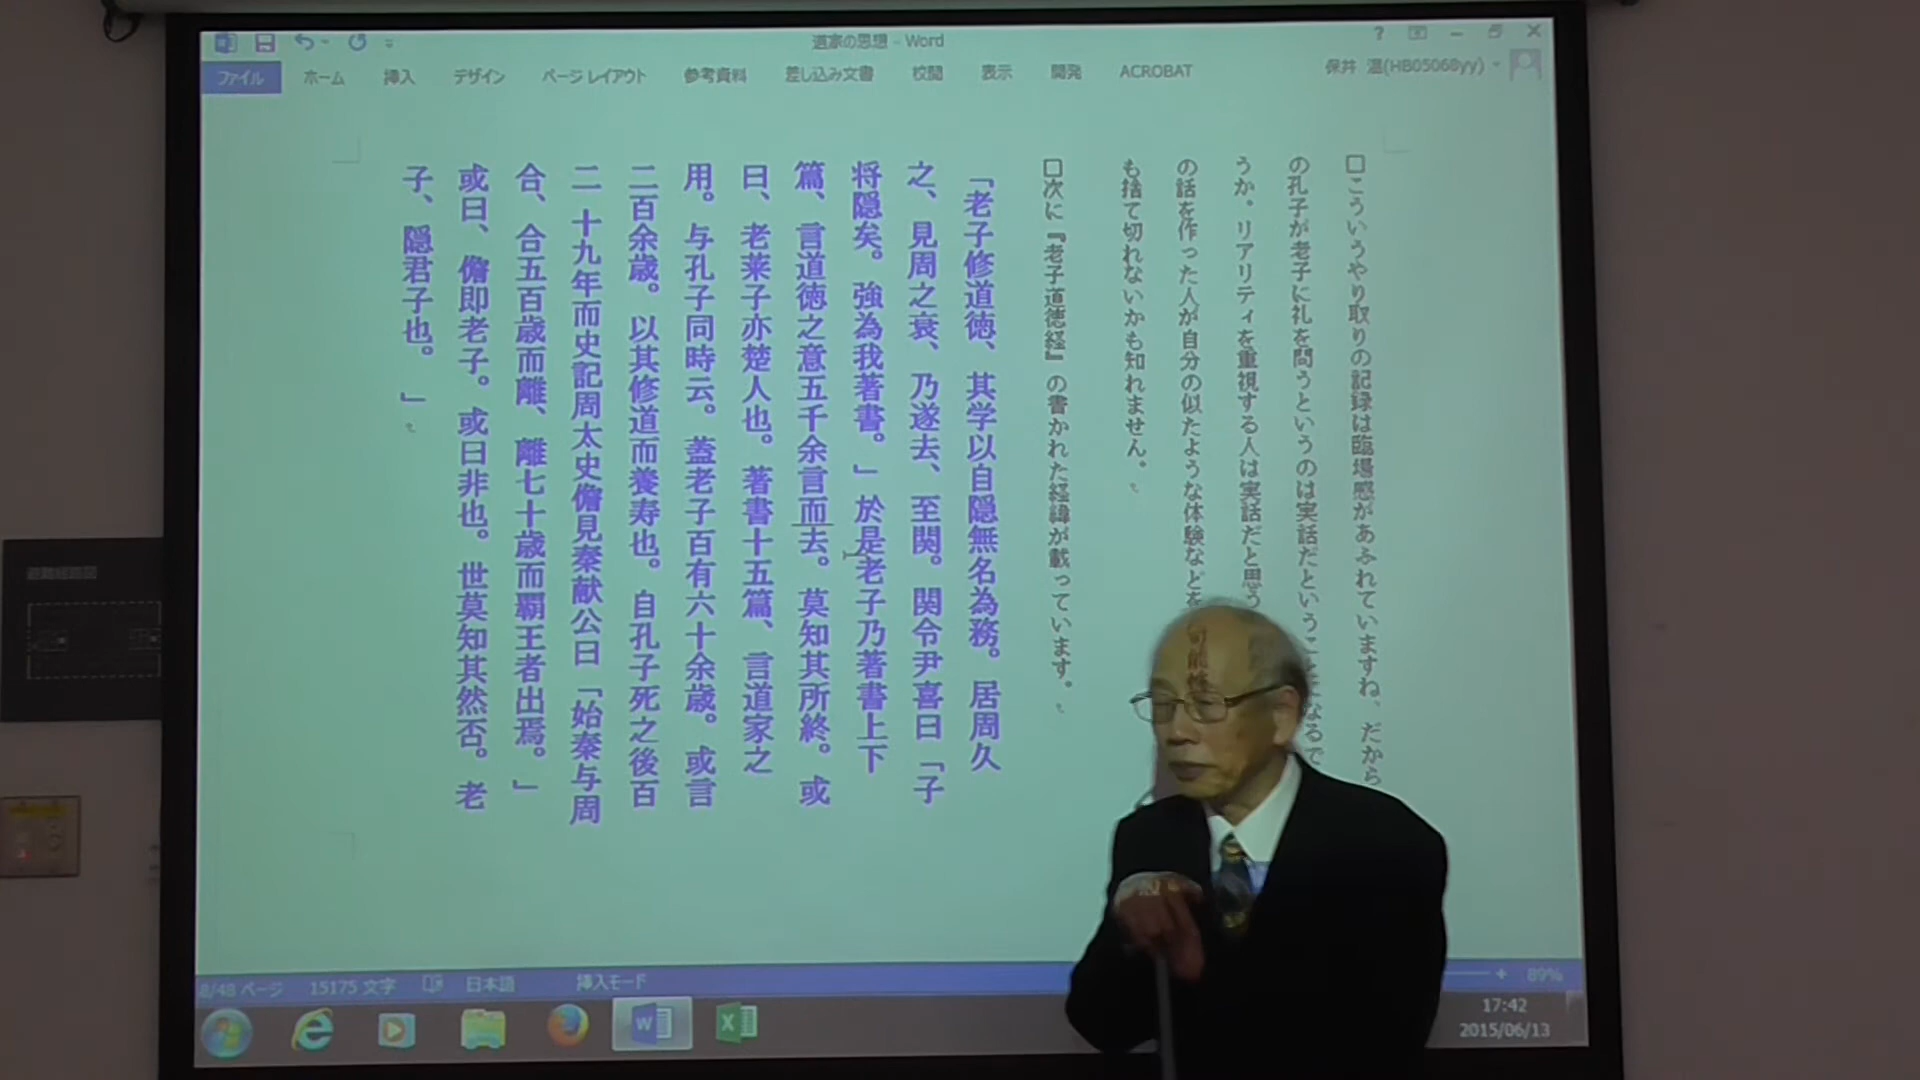 道家の思想 - Word
ファイル ホーム 挿入 デザイン ページ レイアウト 参考資料 差し込み文書 校閲 表示 開発 ACROBAT
保井 温(HB05060yy)
□こういうやり取りの記録は臨場感があふれていますね、だから
の孔子が老子に礼を問うというのは実話だということになるで
うか。リアリティを重視する人は実話だと思う
の話を作った人が自分の似たような体験などを
も捨て切れないかも知れません。
□次に『老子道徳経』の書かれた経緯が載っています。
「老子修道徳、其学以自隠無名為務。居周久
之、見周之衰、乃遂去、至関。関令尹喜曰「子
将隠矣。強為我著書。」於是老子乃著書上下
篇、言道徳之意五千余言而去。莫知其所終。或
曰、老莱子亦楚人也。著書十五篇、言道家之
用。与孔子同時云。蓋老子百有六十余歳。或言
二百余歳。以其修道而養寿也。自孔子死之後百
二十九年而史記周太史儋見秦献公曰「始秦与周
合、合五百歳而離、離七十歳而覇王者出焉。」
或曰、儋即老子。或曰非也。世莫知其然否。老
子、隠君子也。」
8/48 ページ 15175 文字 日本語 挿入モード 89%
17:42
2015/06/13